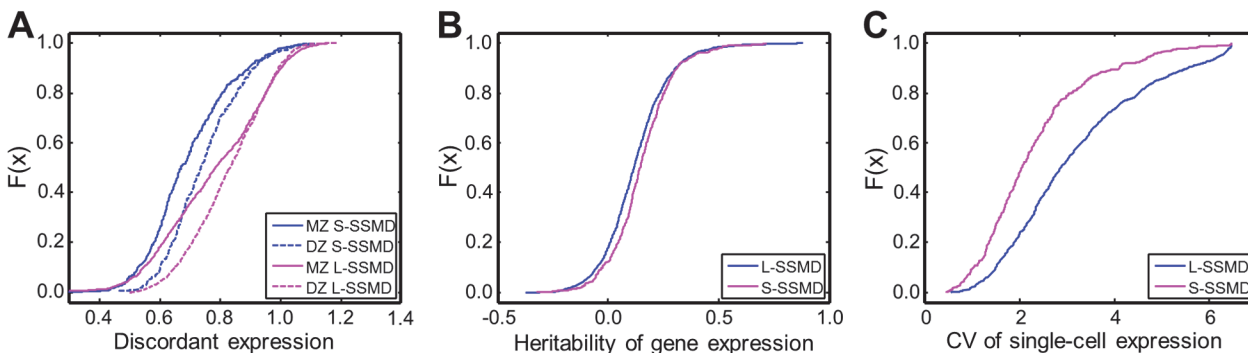 A
F(x)
1.0
0.8
0.6
0.4
0.2
0.0
0.4
0.6
0.8
1.0
1.2
1.4
Discordant expression
MZ S-SSMD
DZ S-SSMD
MZ L-SSMD
DZ L-SSMD
B
F(x)
1.0
0.8
0.6
0.4
0.2
0.0
-0.5
0.0
0.5
1.0
Heritability of gene expression
L-SSMD
S-SSMD
C
F(x)
1.0
0.8
0.6
0.4
0.2
0.0
0
2
4
6
CV of single-cell expression
L-SSMD
S-SSMD